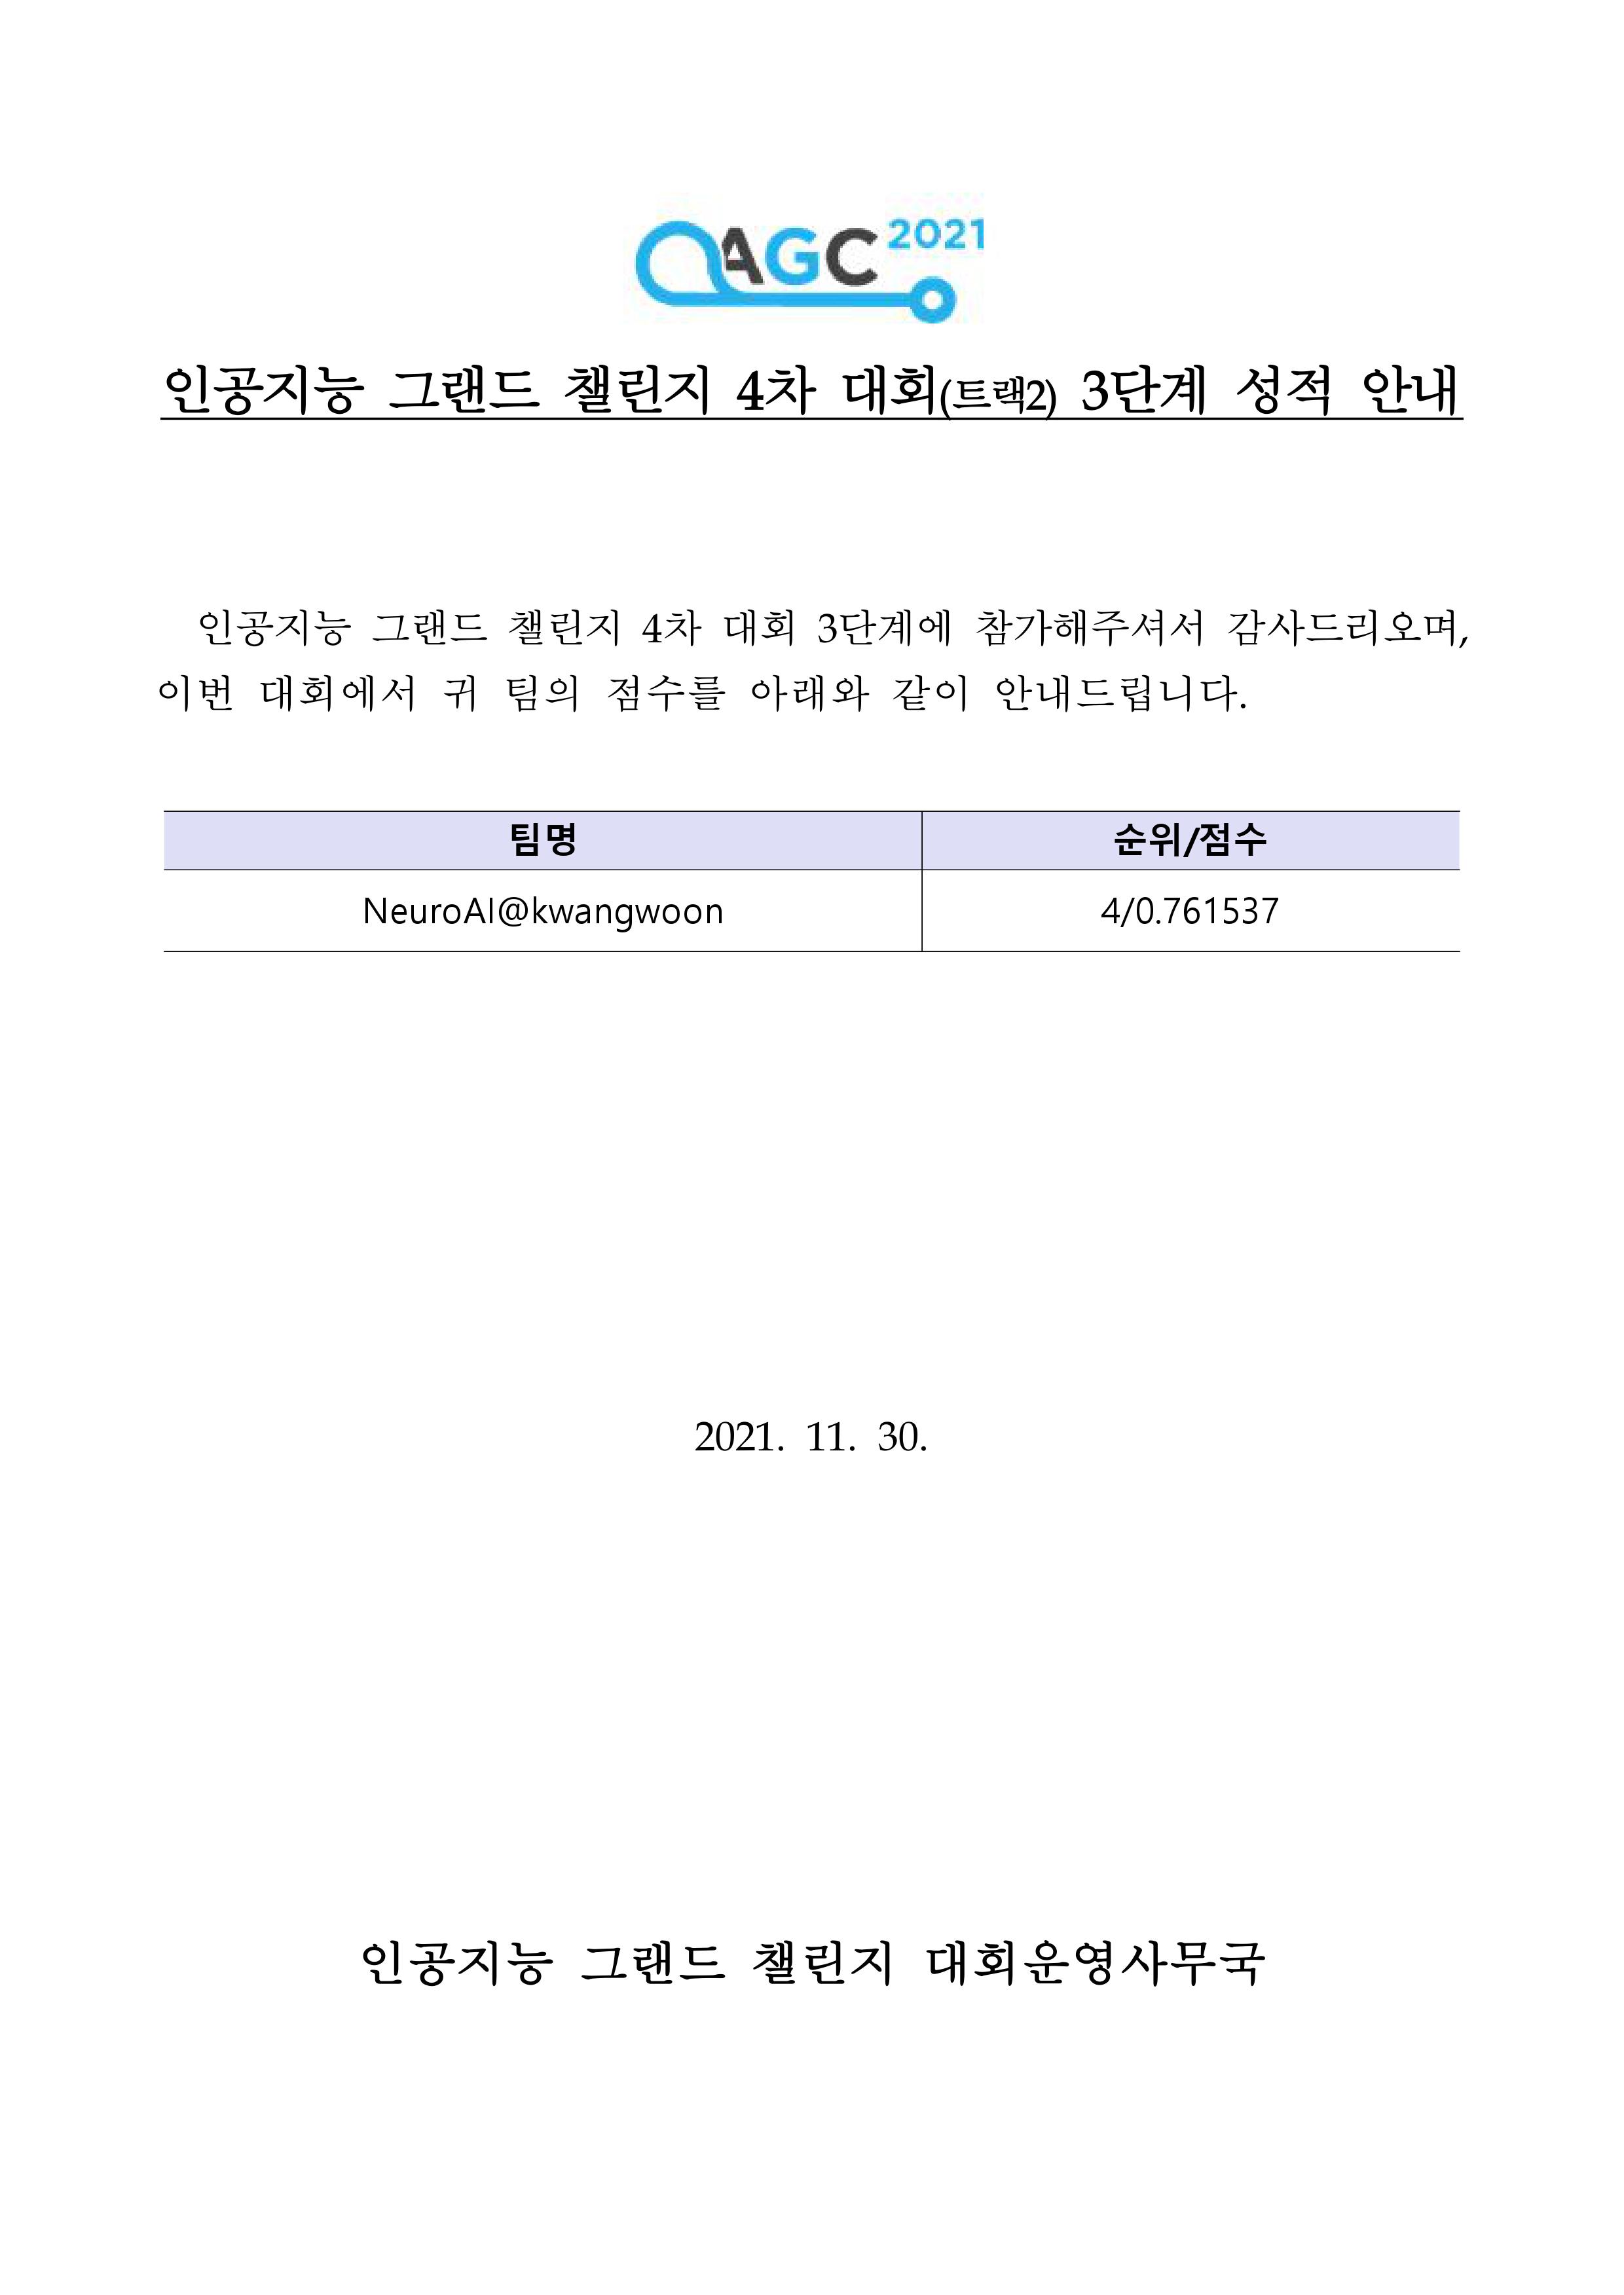 AGC 2021
인공지능 그랜드 챌린지 4차 대회(트랙2) 3단계 성적 안내
인공지능 그랜드 챌린지 4차 대회 3단계에 참가해주셔서 감사드리오며,
이번 대회에서 귀 팀의 점수를 아래와 같이 안내드립니다.
팀명 순위/점수
NeuroAI@kwangwoon 4/0.761537
2021. 11. 30.
인공지능 그랜드 챌린지 대회운영사무국